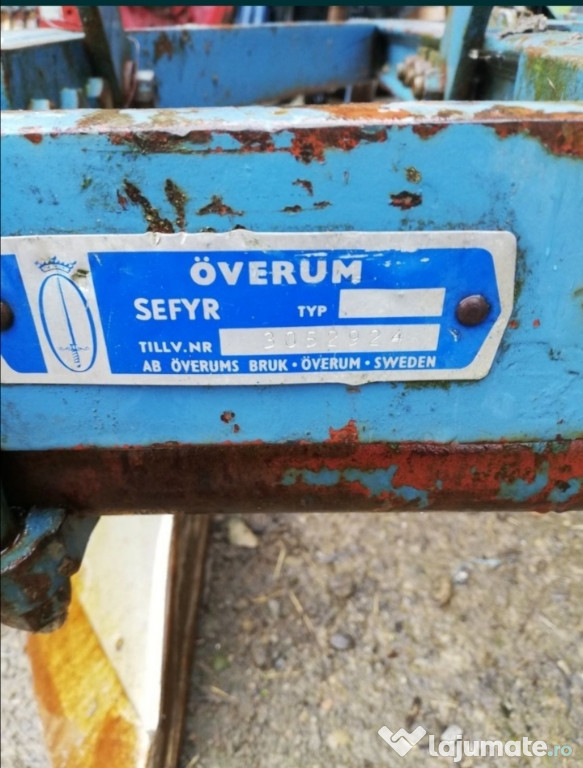 ÖVERUM
SEFYR TYP
TILLV.NR 3052924
AB ÖVERUMS BRUK · ÖVERUM · SWEDEN
lajumate.ro